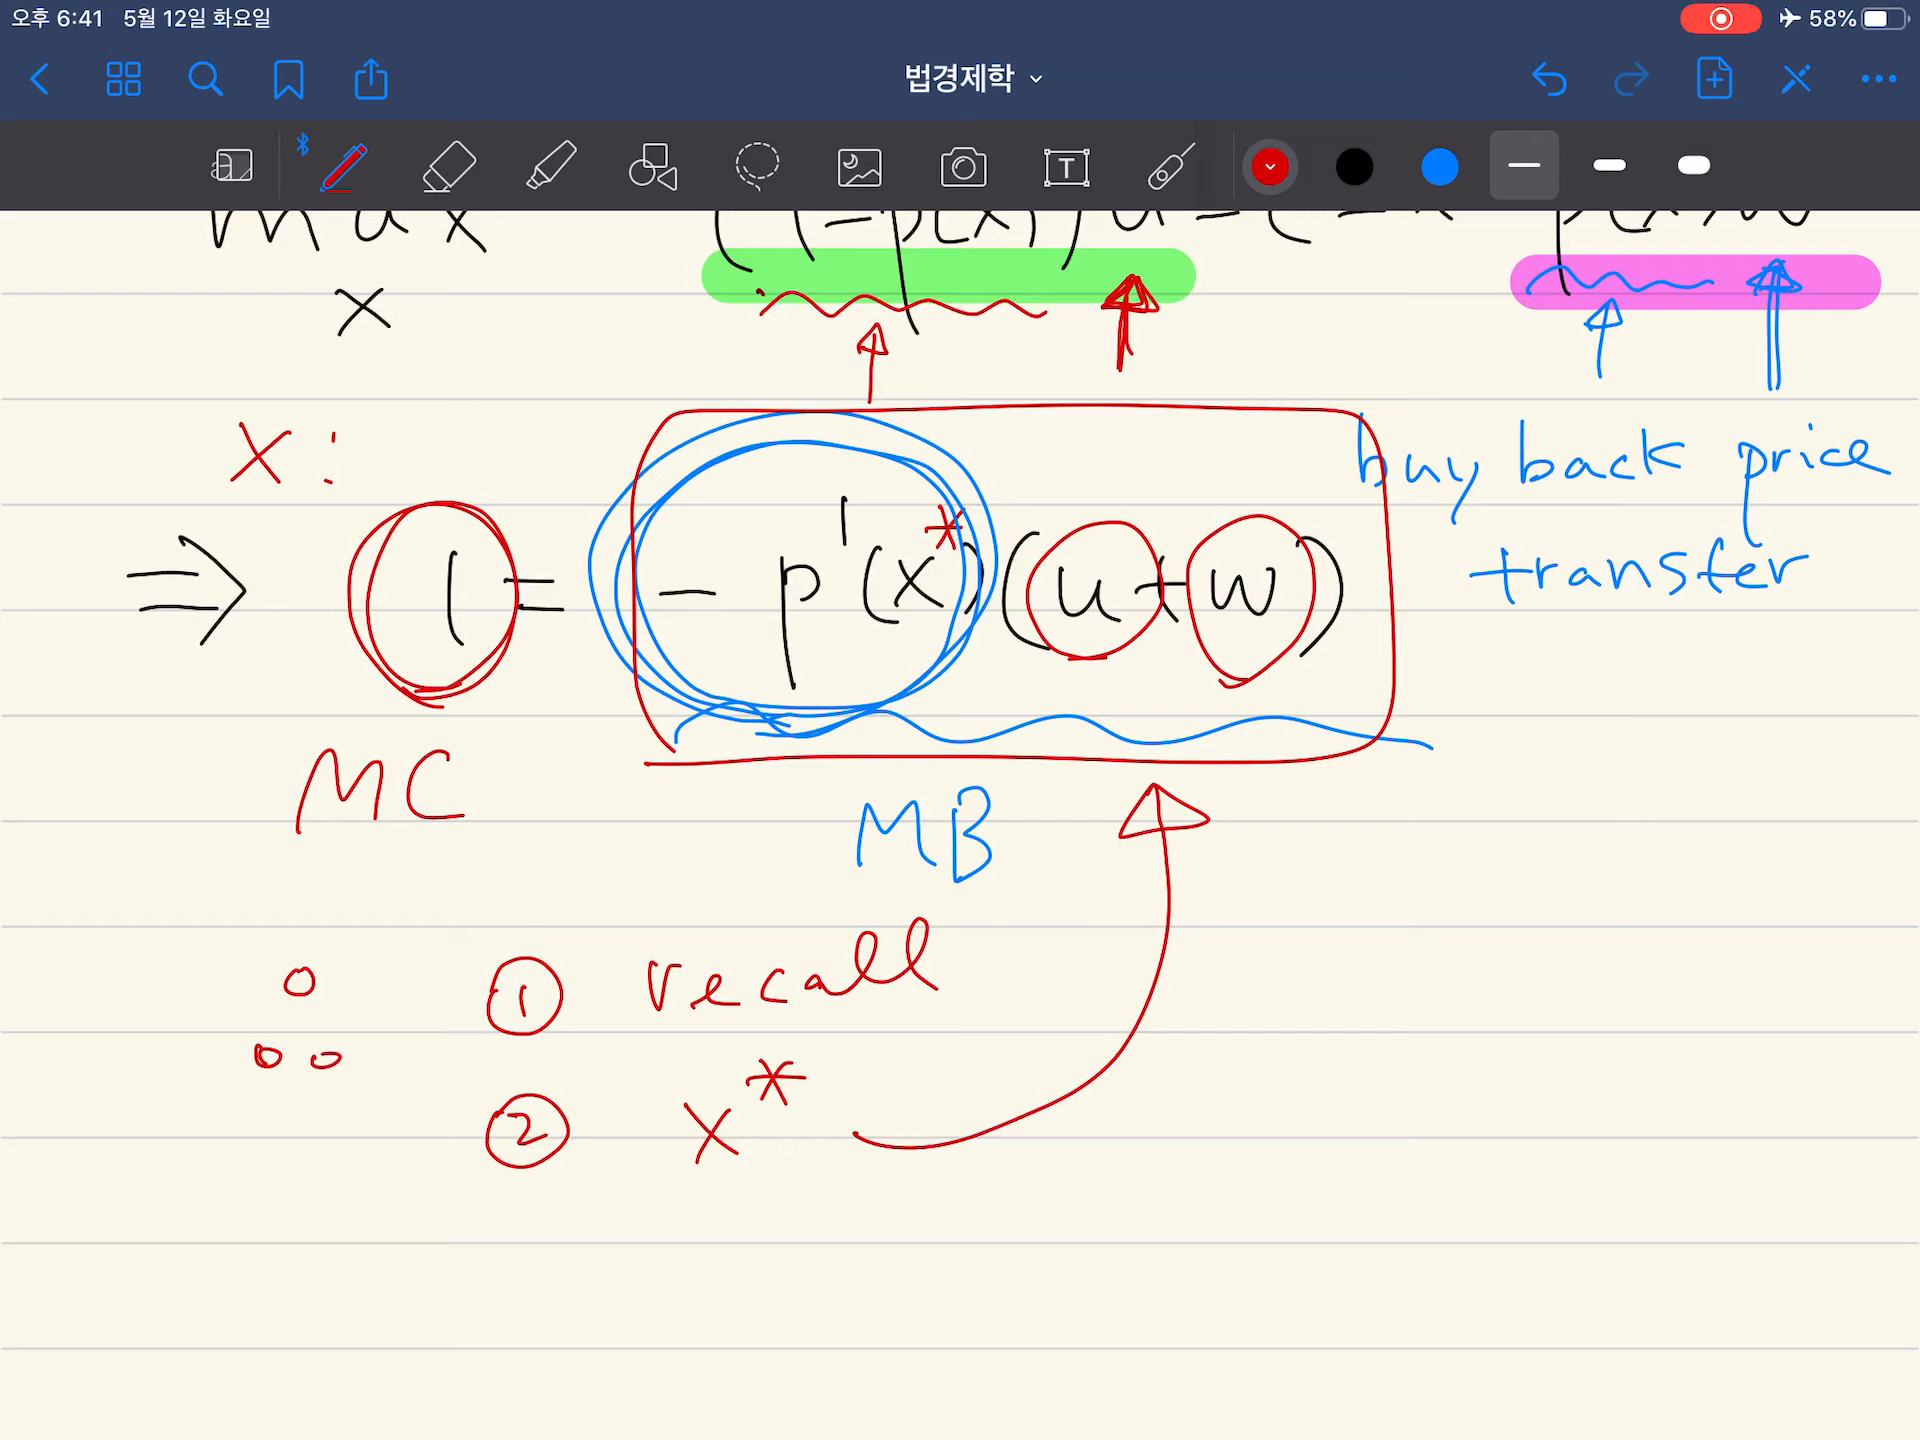 오후 6:41 5월 12일 화요일 58%
법경제학
max (1-p(x))u-c-x-p(x)w
x
x:
buy back price
transfer
⇒ 1 = -p'(x*)(u+w)
MC
MB
∴ ① recall
② x*